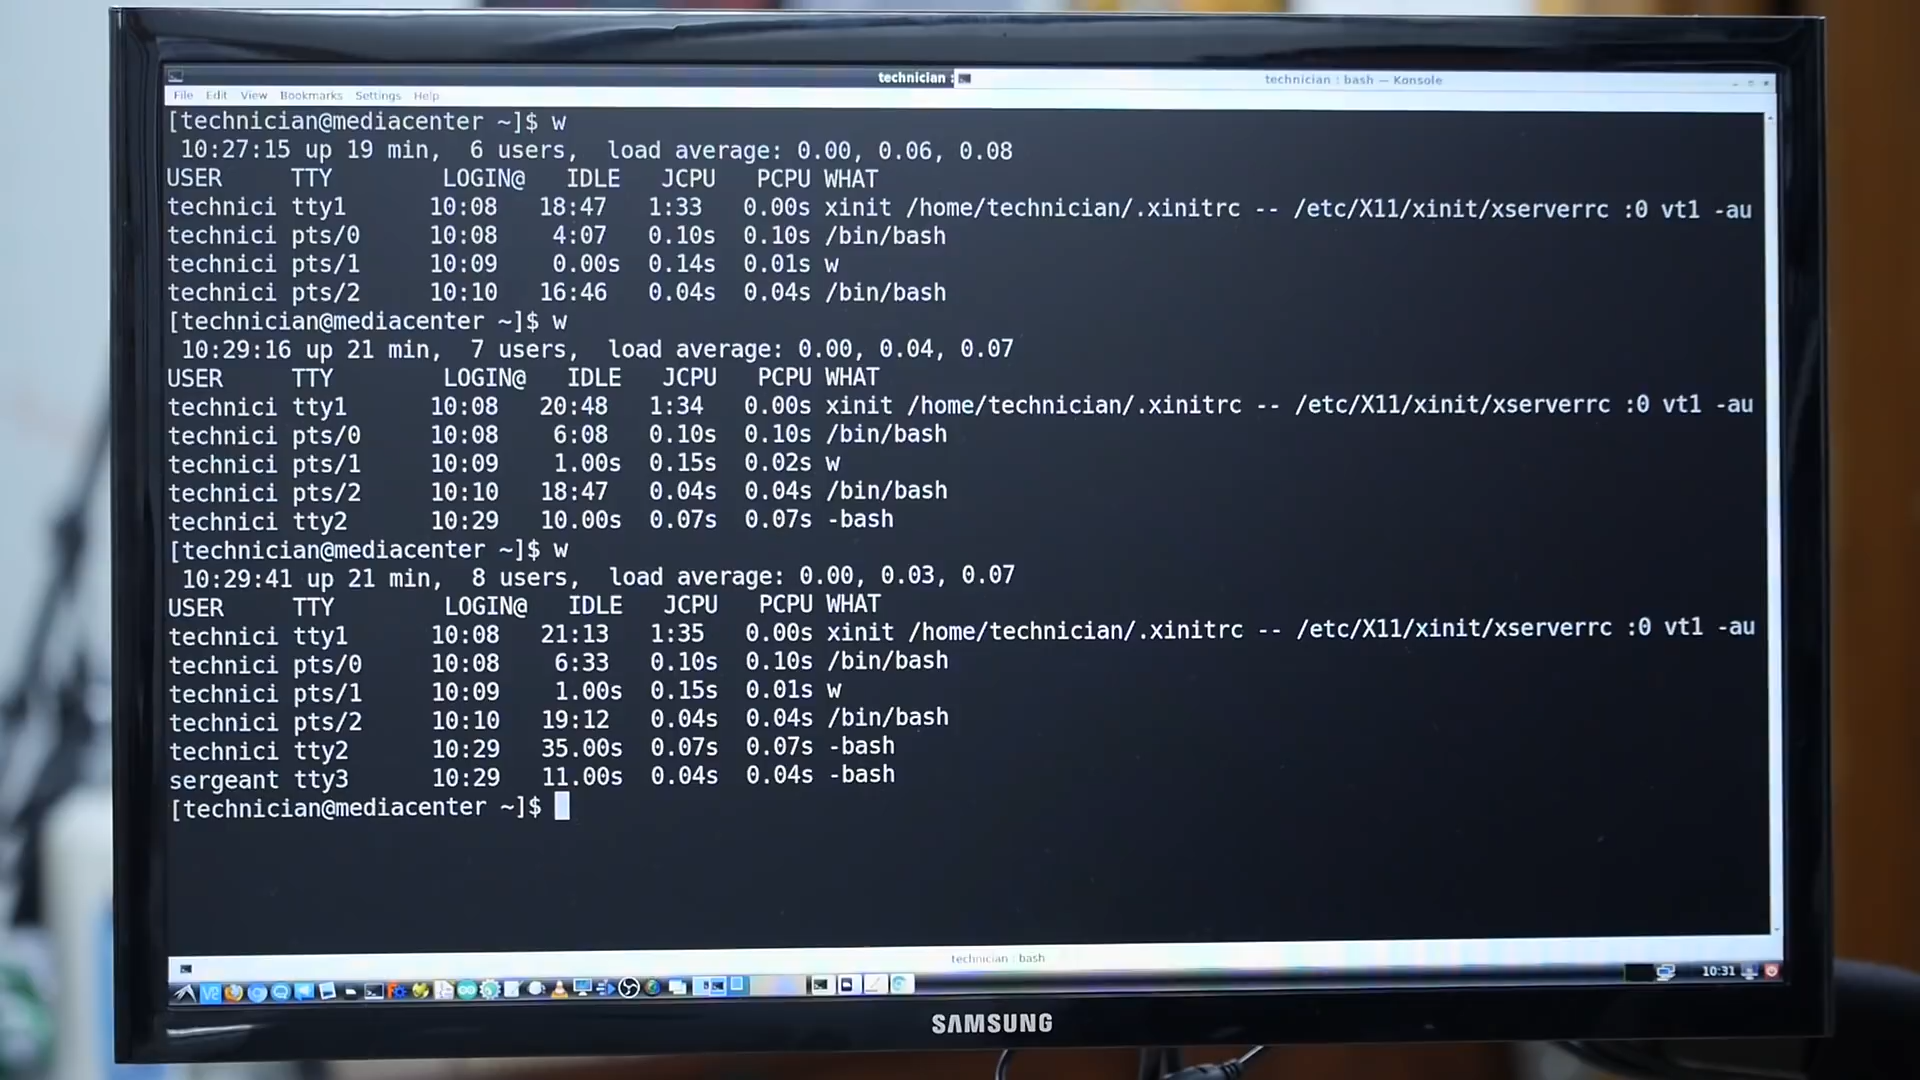 technician :
technician : bash — Konsole
File Edit View Bookmarks Settings Help
[technician@mediacenter ~]$ w
10:27:15 up 19 min, 6 users, load average: 0.00, 0.06, 0.08
USER TTY LOGIN@ IDLE JCPU PCPU WHAT
technici tty1 10:08 18:47 1:33 0.00s xinit /home/technician/.xinitrc -- /etc/X11/xinit/xserverrc :0 vt1 -au
technici pts/0 10:08 4:07 0.10s 0.10s /bin/bash
technici pts/1 10:09 0.00s 0.14s 0.01s w
technici pts/2 10:10 16:46 0.04s 0.04s /bin/bash
[technician@mediacenter ~]$ w
10:29:16 up 21 min, 7 users, load average: 0.00, 0.04, 0.07
USER TTY LOGIN@ IDLE JCPU PCPU WHAT
technici tty1 10:08 20:48 1:34 0.00s xinit /home/technician/.xinitrc -- /etc/X11/xinit/xserverrc :0 vt1 -au
technici pts/0 10:08 6:08 0.10s 0.10s /bin/bash
technici pts/1 10:09 1.00s 0.15s 0.02s w
technici pts/2 10:10 18:47 0.04s 0.04s /bin/bash
technici tty2 10:29 10.00s 0.07s 0.07s -bash
[technician@mediacenter ~]$ w
10:29:41 up 21 min, 8 users, load average: 0.00, 0.03, 0.07
USER TTY LOGIN@ IDLE JCPU PCPU WHAT
technici tty1 10:08 21:13 1:35 0.00s xinit /home/technician/.xinitrc -- /etc/X11/xinit/xserverrc :0 vt1 -au
technici pts/0 10:08 6:33 0.10s 0.10s /bin/bash
technici pts/1 10:09 1.00s 0.15s 0.01s w
technici pts/2 10:10 19:12 0.04s 0.04s /bin/bash
technici tty2 10:29 35.00s 0.07s 0.07s -bash
sergeant tty3 10:29 11.00s 0.04s 0.04s -bash
[technician@mediacenter ~]$
technician : bash
10:31
SAMSUNG